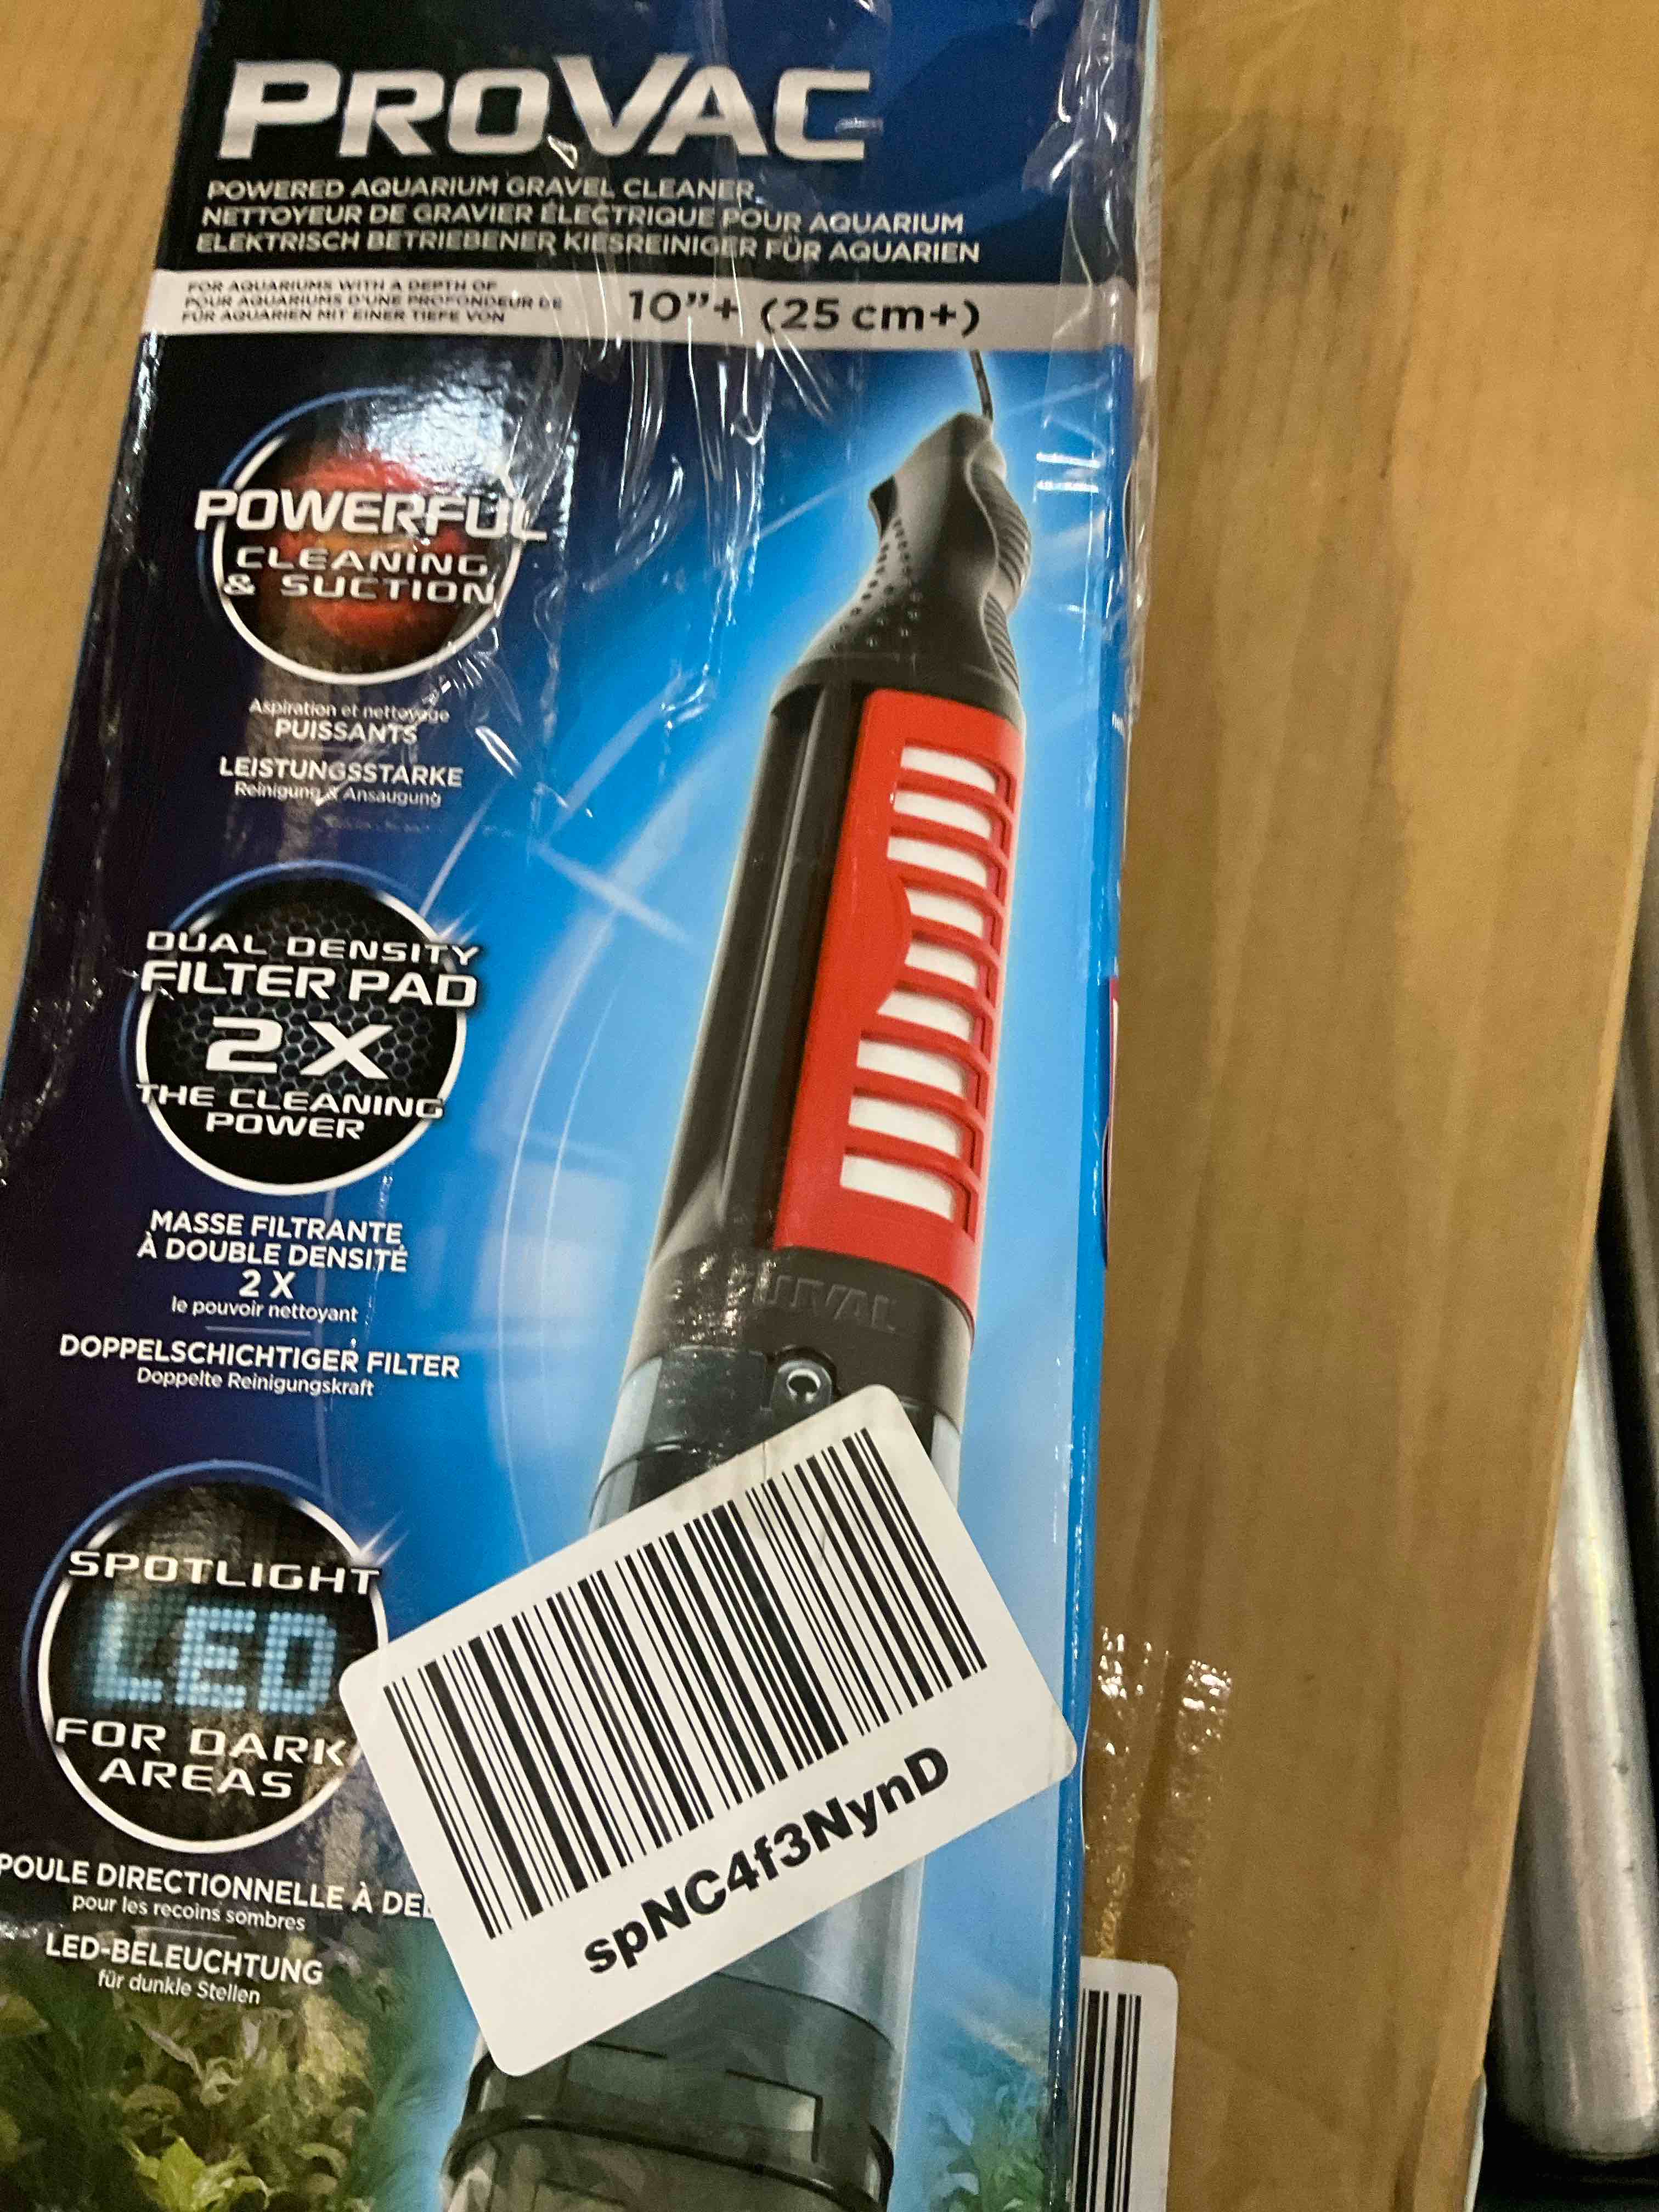 PROVAC
POWERED AQUARIUM GRAVEL CLEANER
NETTOYEUR DE GRAVIER ÉLECTRIQUE POUR AQUARIUM
ELEKTRISCH BETRIEBENER KIESREINIGER FÜR AQUARIEN
FOR AQUARIUMS WITH A DEPTH OF
POUR AQUARIUMS D'UNE PROFONDEUR DE
FÜR AQUARIEN MIT EINER TIEFE VON
10"+ (25 cm+)
POWERFUL
CLEANING
& SUCTION
Aspiration et nettoyage
PUISSANTS
LEISTUNGSSTARKE
Reinigung & Ansaugung
DUAL DENSITY
FILTER PAD
2X
THE CLEANING
POWER
MASSE FILTRANTE
À DOUBLE DENSITÉ
2 X
le pouvoir nettoyant
DOPPELSCHICHTIGER FILTER
Doppelte Reinigungskraft
SPOTLIGHT
LED
FOR DARK
AREAS
POULE DIRECTIONNELLE À DEL
pour les recoins sombres
LED-BELEUCHTUNG
für dunkle Stellen
spNC4f3NynD